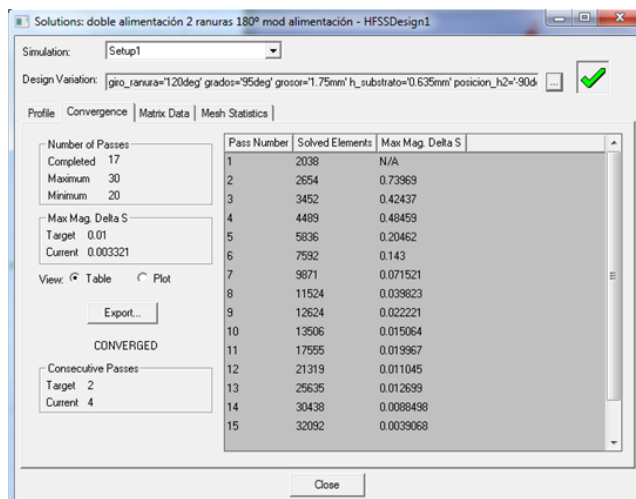 Solutions: doble alimentación 2 ranuras 180º mod alimentación - HFSSDesign1
Simulation: Setup1
Design Variation: giro_ranura='120deg' grados='95deg' grosor='1.75mm' h_substrato='0.635mm' posicion_h2='-90d ...
Profile Convergence Matrix Data Mesh Statistics
Number of Passes
Completed 17
Maximum 30
Minimum 20
Max Mag. Delta S
Target 0.01
Current 0.003321
View: Table Plot
Export...
CONVERGED
Consecutive Passes
Target 2
Current 4
Pass Number Solved Elements Max Mag. Delta S
1 2038 N/A
2 2654 0.73969
3 3452 0.42437
4 4489 0.48459
5 5836 0.20462
6 7592 0.143
7 9871 0.071521
8 11524 0.039823
9 12624 0.022221
10 13506 0.015064
11 17555 0.019967
12 21319 0.011045
13 25635 0.012699
14 30438 0.0088498
15 32092 0.0039068
Close